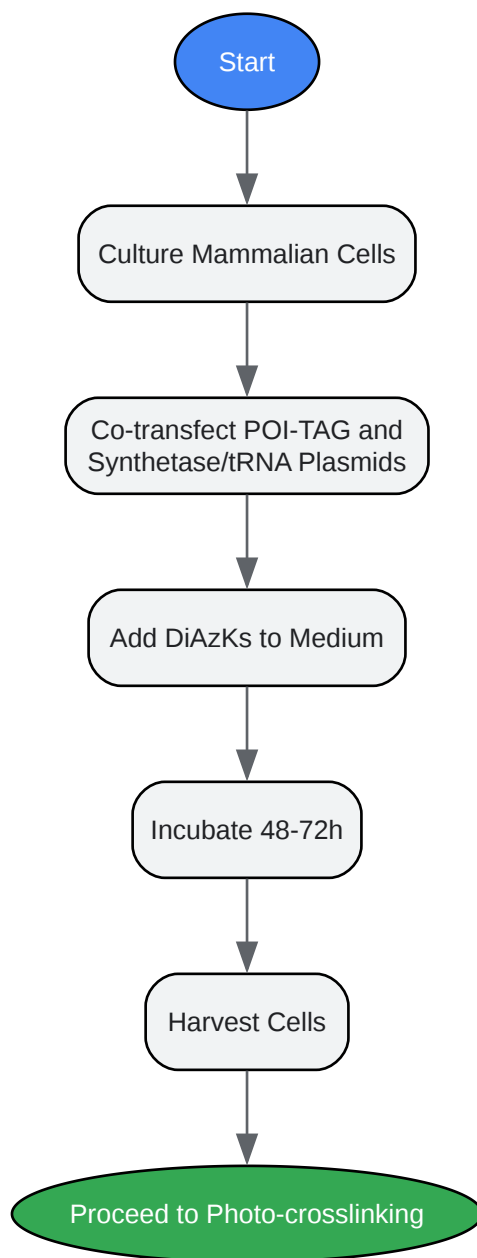 Start
Culture Mammalian Cells
Co-transfect POI-TAG and
Synthetase/tRNA Plasmids
Add DiAzKs to Medium
Incubate 48-72h
Harvest Cells
Proceed to Photo-crosslinking